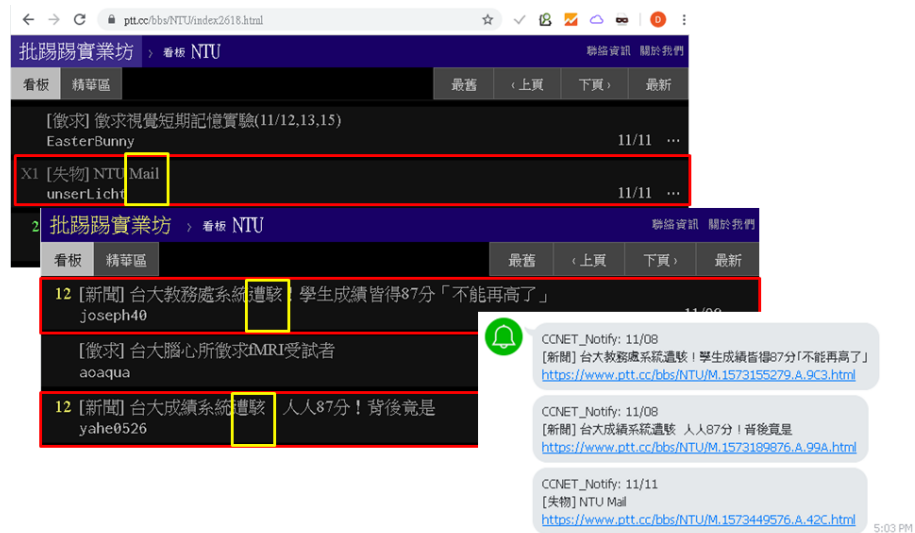 ptt.cc/bbs/NTU/index2618.html
批踢踢實業坊 › 看板 NTU 聯絡資訊 關於我們
看板 精華區 最舊 ‹ 上頁 下頁 › 最新
[徵求] 徵求視覺短期記憶實驗(11/12,13,15)
EasterBunny 11/11 ⋯
X1 [失物] NTU Mail
unserLicht 11/11 ⋯
2
批踢踢實業坊 › 看板 NTU 聯絡資訊 關於我們
看板 精華區 最舊 ‹ 上頁 下頁 › 最新
12 [新聞] 台大教務處系統遭駭！學生成績皆得87分「不能再高了」
joseph40
[徵求] 台大腦心所徵求fMRI受試者
aoaqua
12 [新聞] 台大成績系統遭駭 人人87分！背後竟是
yahe0526
CCNET_Notify: 11/08
[新聞] 台大教務處系統遭駭！學生成績皆得87分「不能再高了」
https://www.ptt.cc/bbs/NTU/M.1573155279.A.9C3.html
CCNET_Notify: 11/08
[新聞] 台大成績系統遭駭 人人87分！背後竟是
https://www.ptt.cc/bbs/NTU/M.1573189876.A.99A.html
CCNET_Notify: 11/11
[失物] NTU Mail
https://www.ptt.cc/bbs/NTU/M.1573449576.A.42C.html
5:03 PM